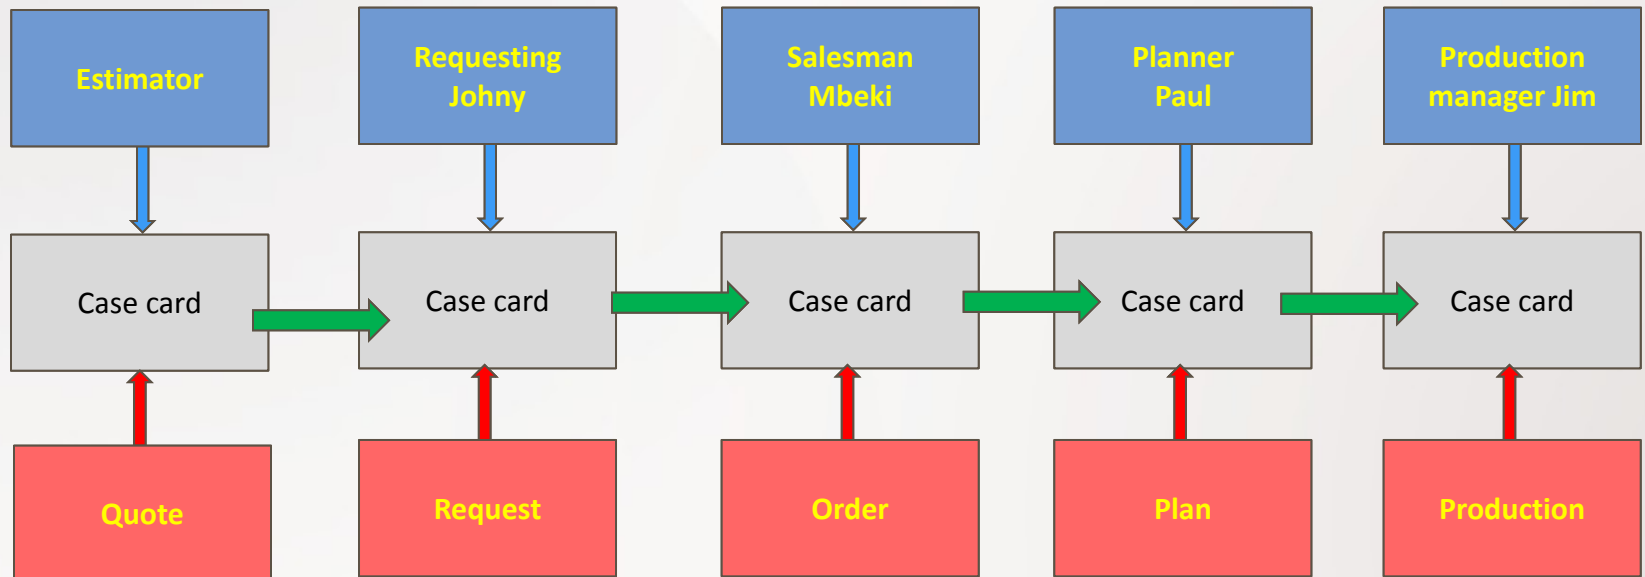 Estimator
Requesting
Johny
Salesman
Mbeki
Planner
Paul
Production
manager Jim
Case card
Case card
Case card
Case card
Case card
Quote
Request
Order
Plan
Production